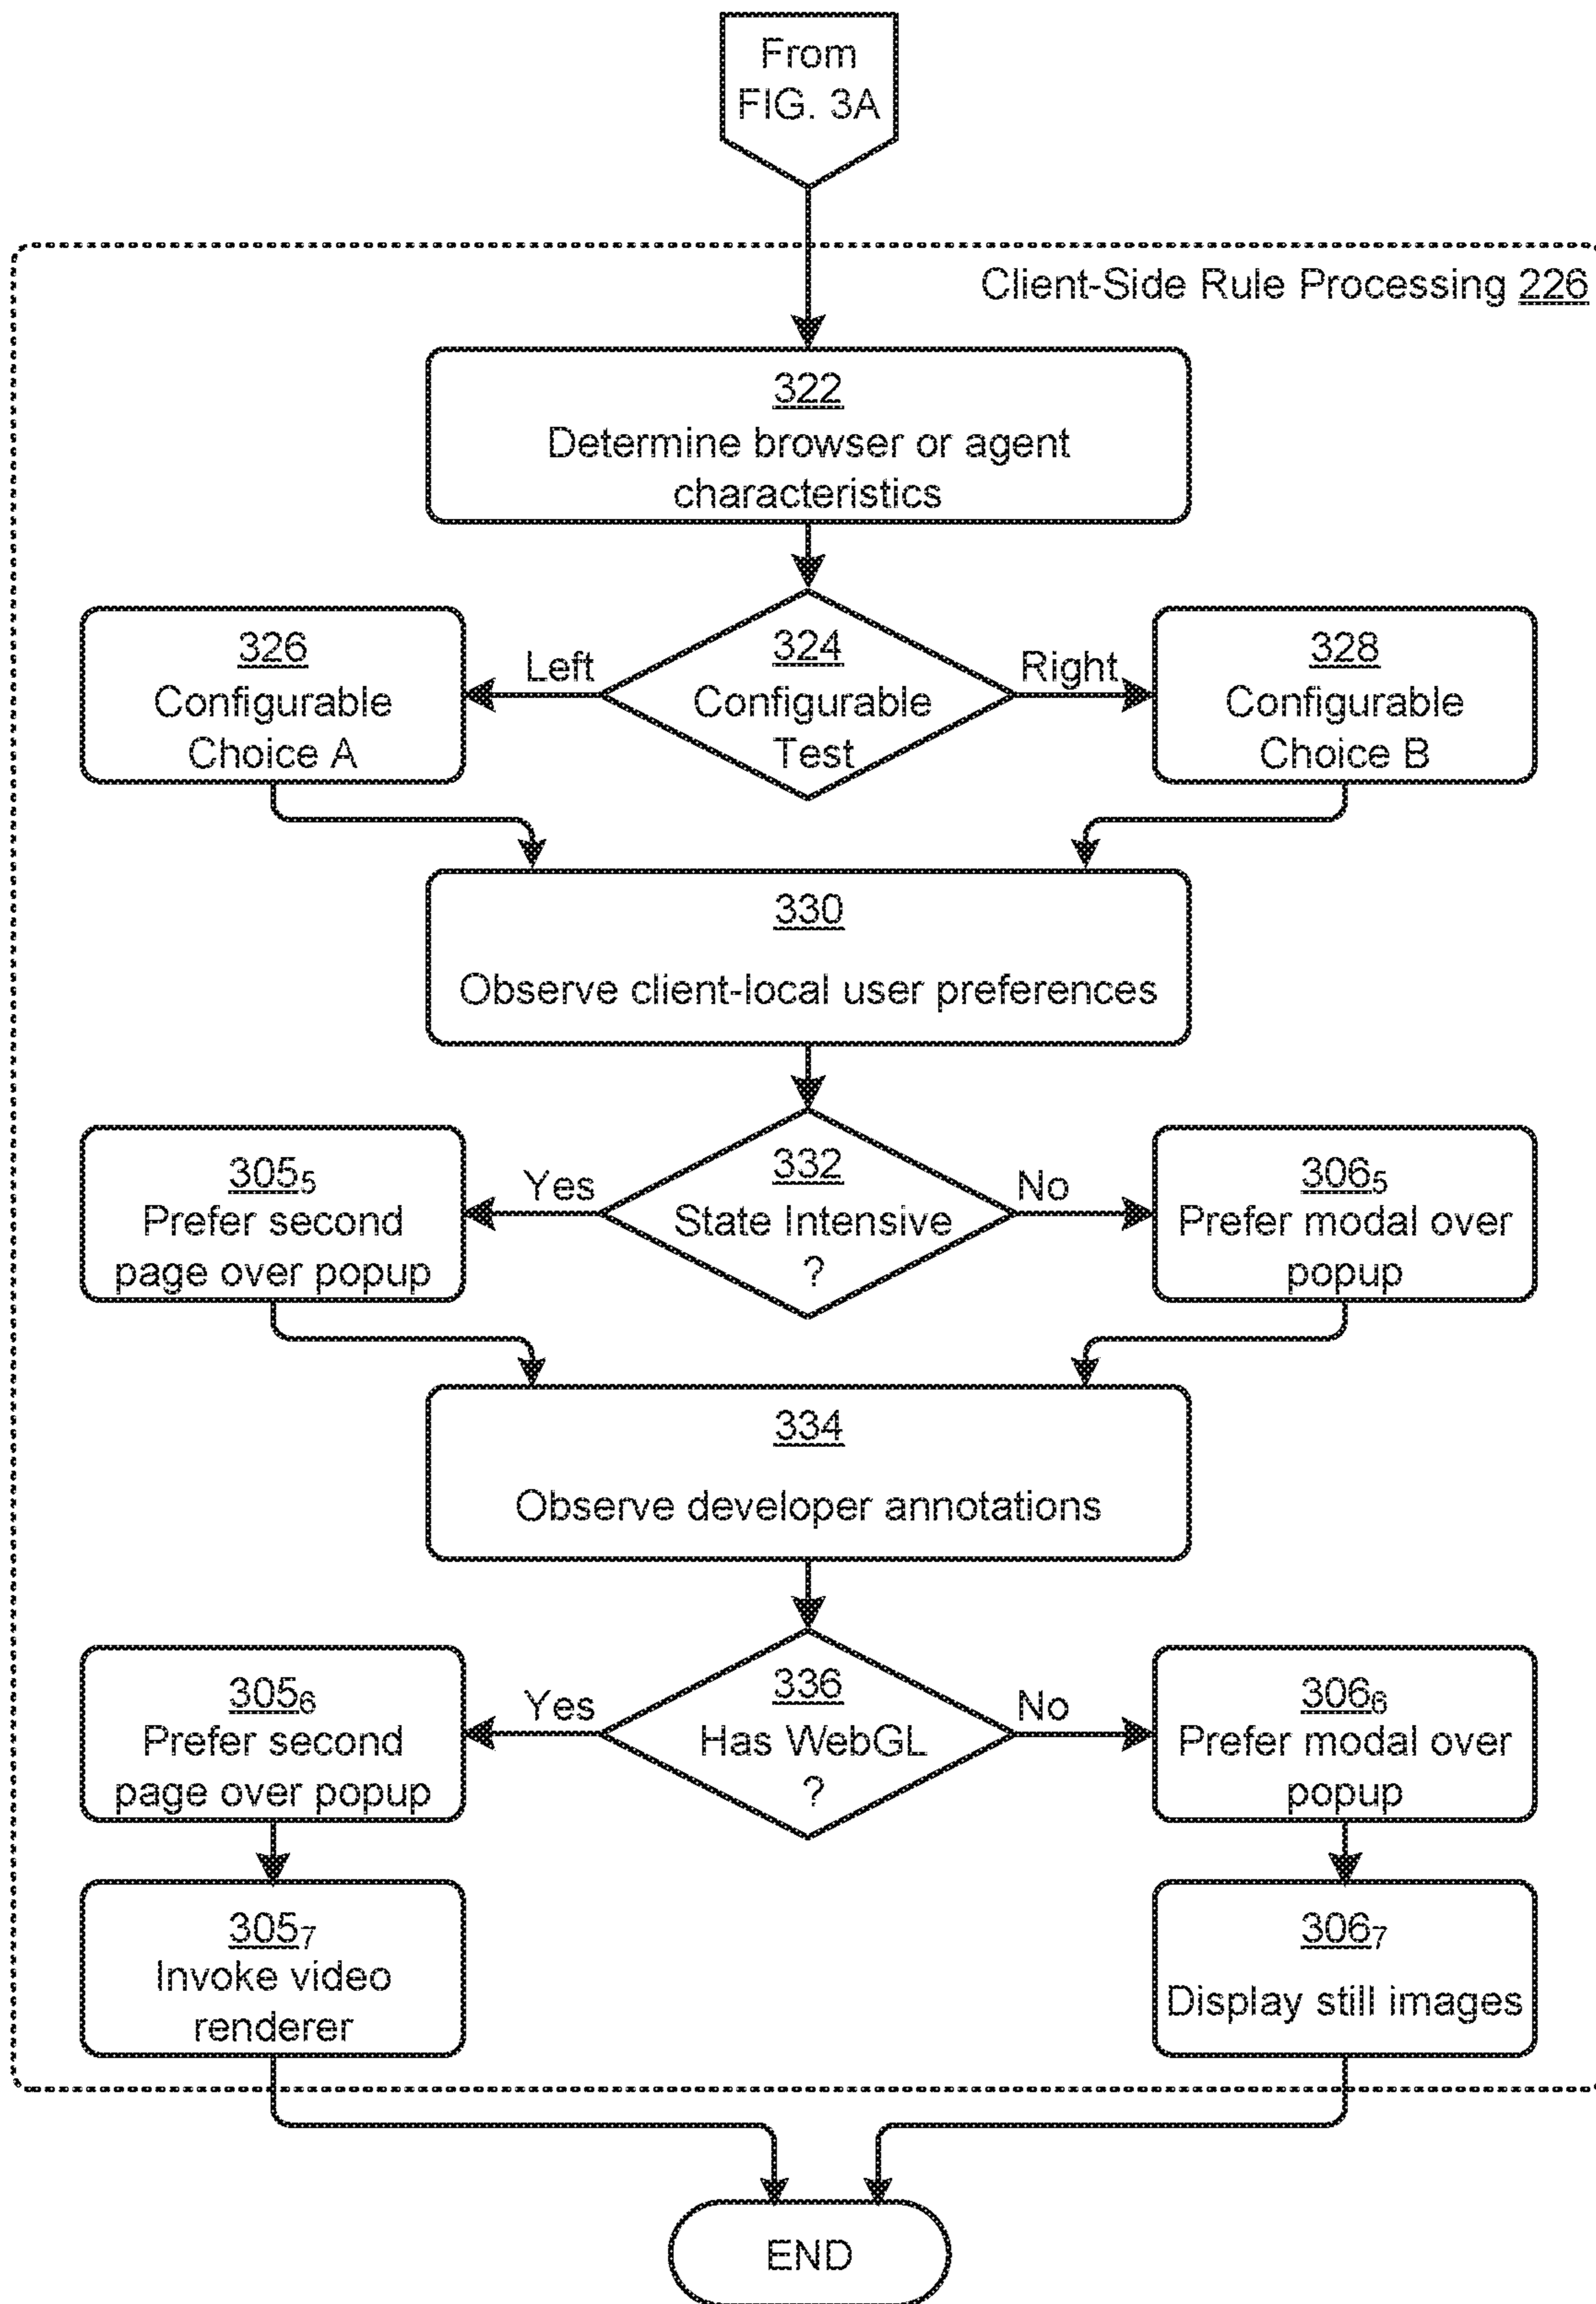 From
FIG. 3A
Client-Side Rule Processing 226
322
Determine browser or agent
characteristics
326
Configurable
Choice A
Left
324
Configurable
Test
Right
328
Configurable
Choice B
330
Observe client-local user preferences
305₅
Prefer second
page over popup
Yes
332
State Intensive
?
No
306₅
Prefer modal over
popup
334
Observe developer annotations
305₆
Prefer second
page over popup
Yes
336
Has WebGL
?
No
306₆
Prefer modal over
popup
305₇
Invoke video
renderer
306₇
Display still images
END